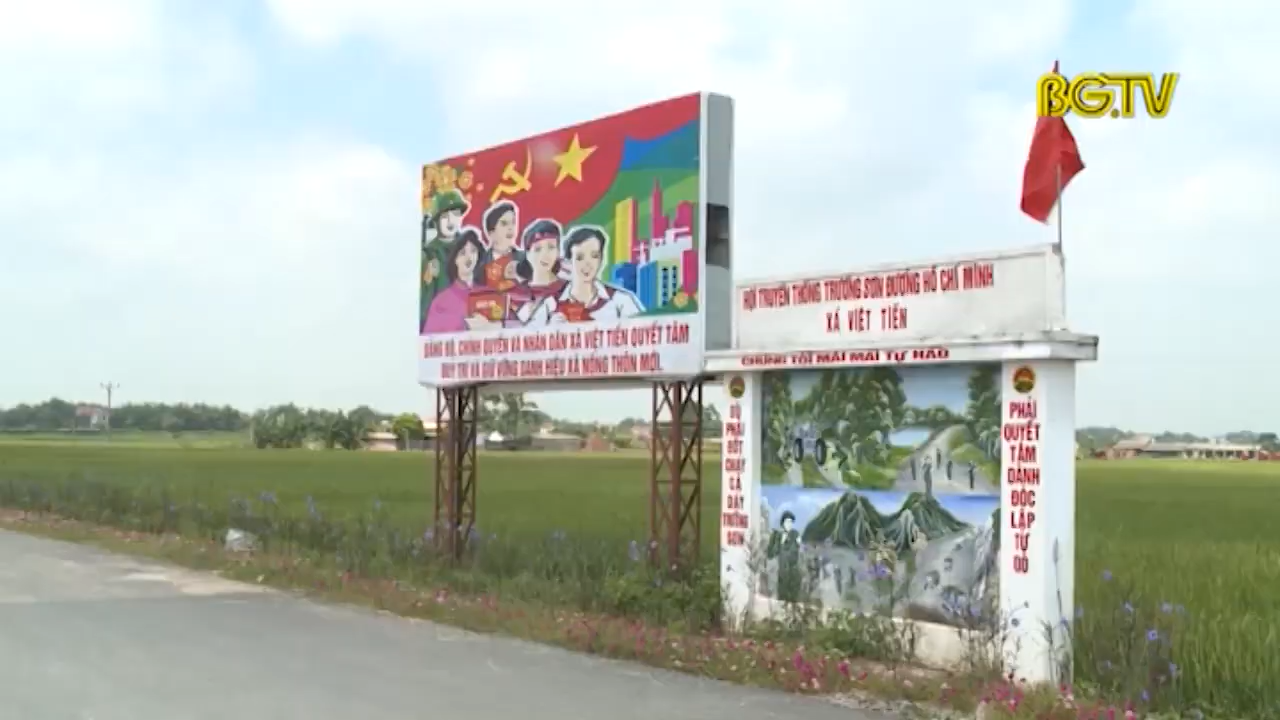 BG.TV
ĐẢNG BỘ, CHÍNH QUYỀN VÀ NHÂN DÂN XÃ VIỆT TIẾN QUYẾT TÂM
DUY TRÌ VÀ GIỮ VỮNG DANH HIỆU XÃ NÔNG THÔN MỚI.
HỘI TRUYỀN THỐNG TRƯỜNG SƠN ĐƯỜNG HỒ CHÍ MINH
XÃ VIỆT TIẾN
CHÚNG TÔI MÃI MÃI TỰ HÀO
DÙ
PHẢI
ĐỐT
CHÁY
CẢ
DÃY
TRƯỜNG
SƠN
PHẢI
QUYẾT
TÂM
DÀNH
ĐỘC
LẬP
TỰ
DO